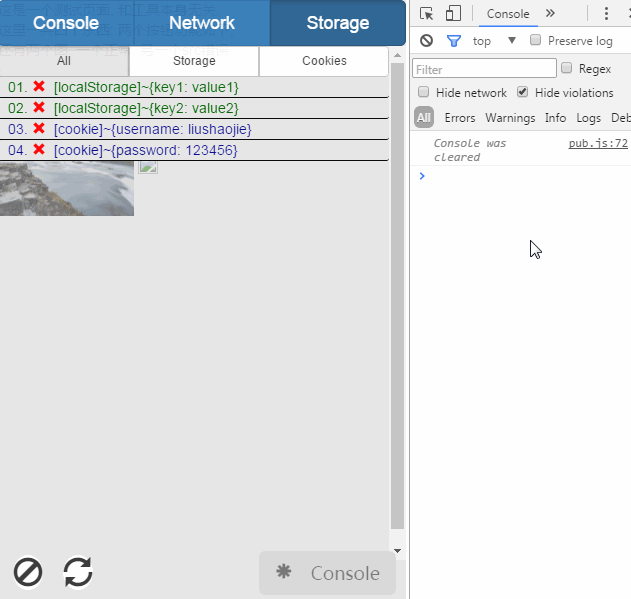 Console Network Storage
All Storage Cookies
01. ✖ [localStorage]~{key1: value1}
02. ✖ [localStorage]~{key2: value2}
03. ✖ [cookie]~{username: liushaojie}
04. ✖ [cookie]~{password: 123456}
Console
Console »
top ▼ Preserve log
Filter Regex
Hide network Hide violations
All Errors Warnings Info Logs Deb
Console was pub.js:72
cleared